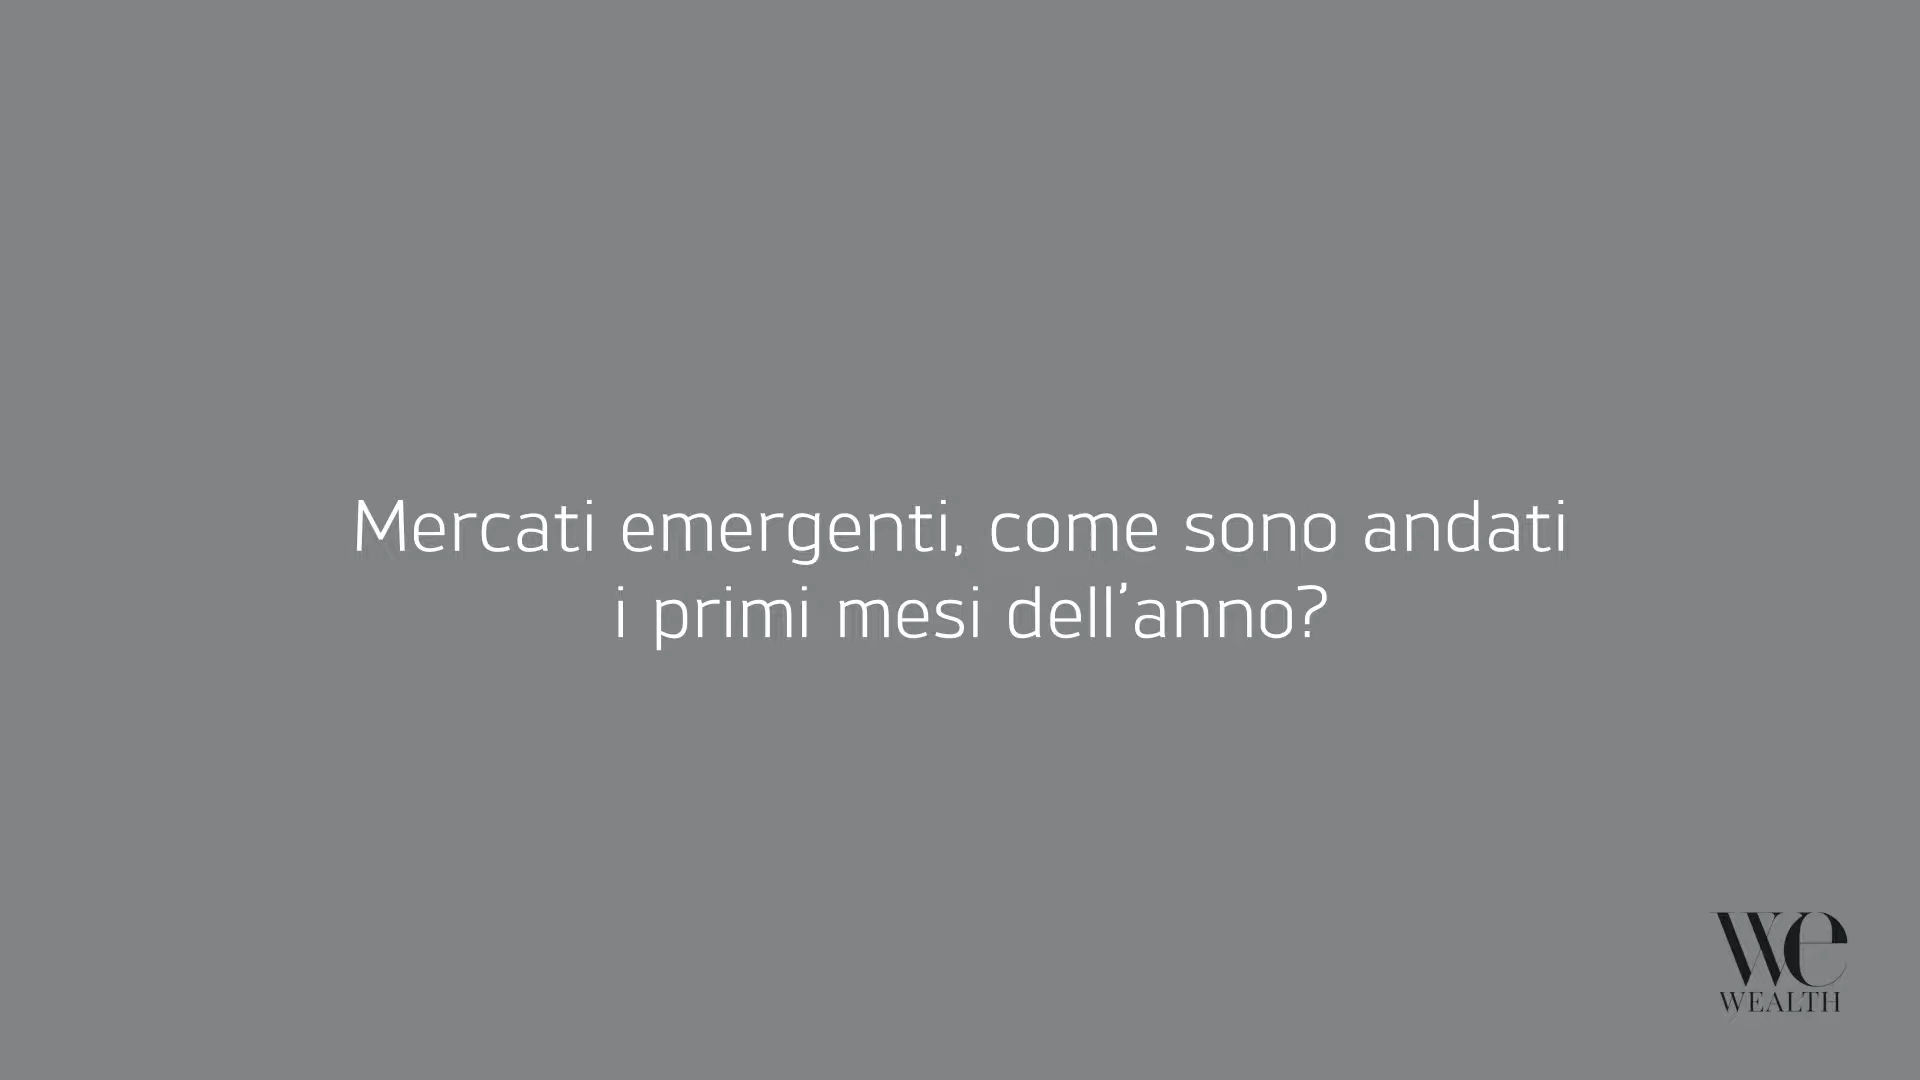 Mercati emergenti, come sono andati
i primi mesi dell'anno?
We
WEALTH